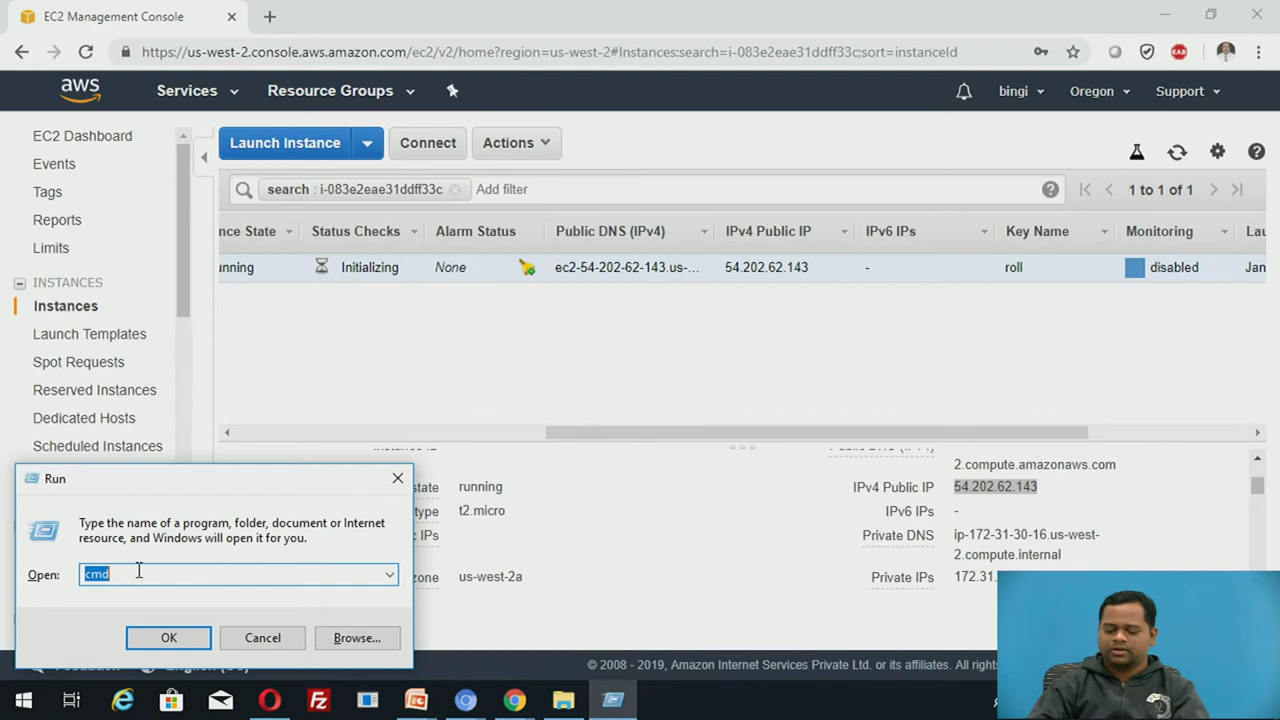 EC2 Management Console
https://us-west-2.console.aws.amazon.com/ec2/v2/home?region=us-west-2#Instances:search=i-083e2eae31ddff33c;sort=instanceId
EAB
aws
Services
Resource Groups
bingi
Oregon
Support
EC2 Dashboard
Events
Tags
Reports
Limits
INSTANCES
Instances
Launch Templates
Spot Requests
Reserved Instances
Dedicated Hosts
Scheduled Instances
Launch Instance
Connect
Actions
search : i-083e2eae31ddff33c
Add filter
1 to 1 of 1
nce State
Status Checks
Alarm Status
Public DNS (IPv4)
IPv4 Public IP
IPv6 IPs
Key Name
Monitoring
Lau
unning
Initializing
None
ec2-54-202-62-143.us-...
54.202.62.143
-
roll
disabled
Jan
2.compute.amazonaws.com
state
running
IPv4 Public IP
54.202.62.143
type
t2.micro
IPv6 IPs
-
IPs
Private DNS
ip-172-31-30-16.us-west-
2.compute.internal
zone
us-west-2a
Private IPs
172.31.
Run
Type the name of a program, folder, document or Internet
resource, and Windows will open it for you.
Open:
cmd
OK
Cancel
Browse...
© 2008 - 2019, Amazon Internet Services Private Ltd. or its affiliates. All rights